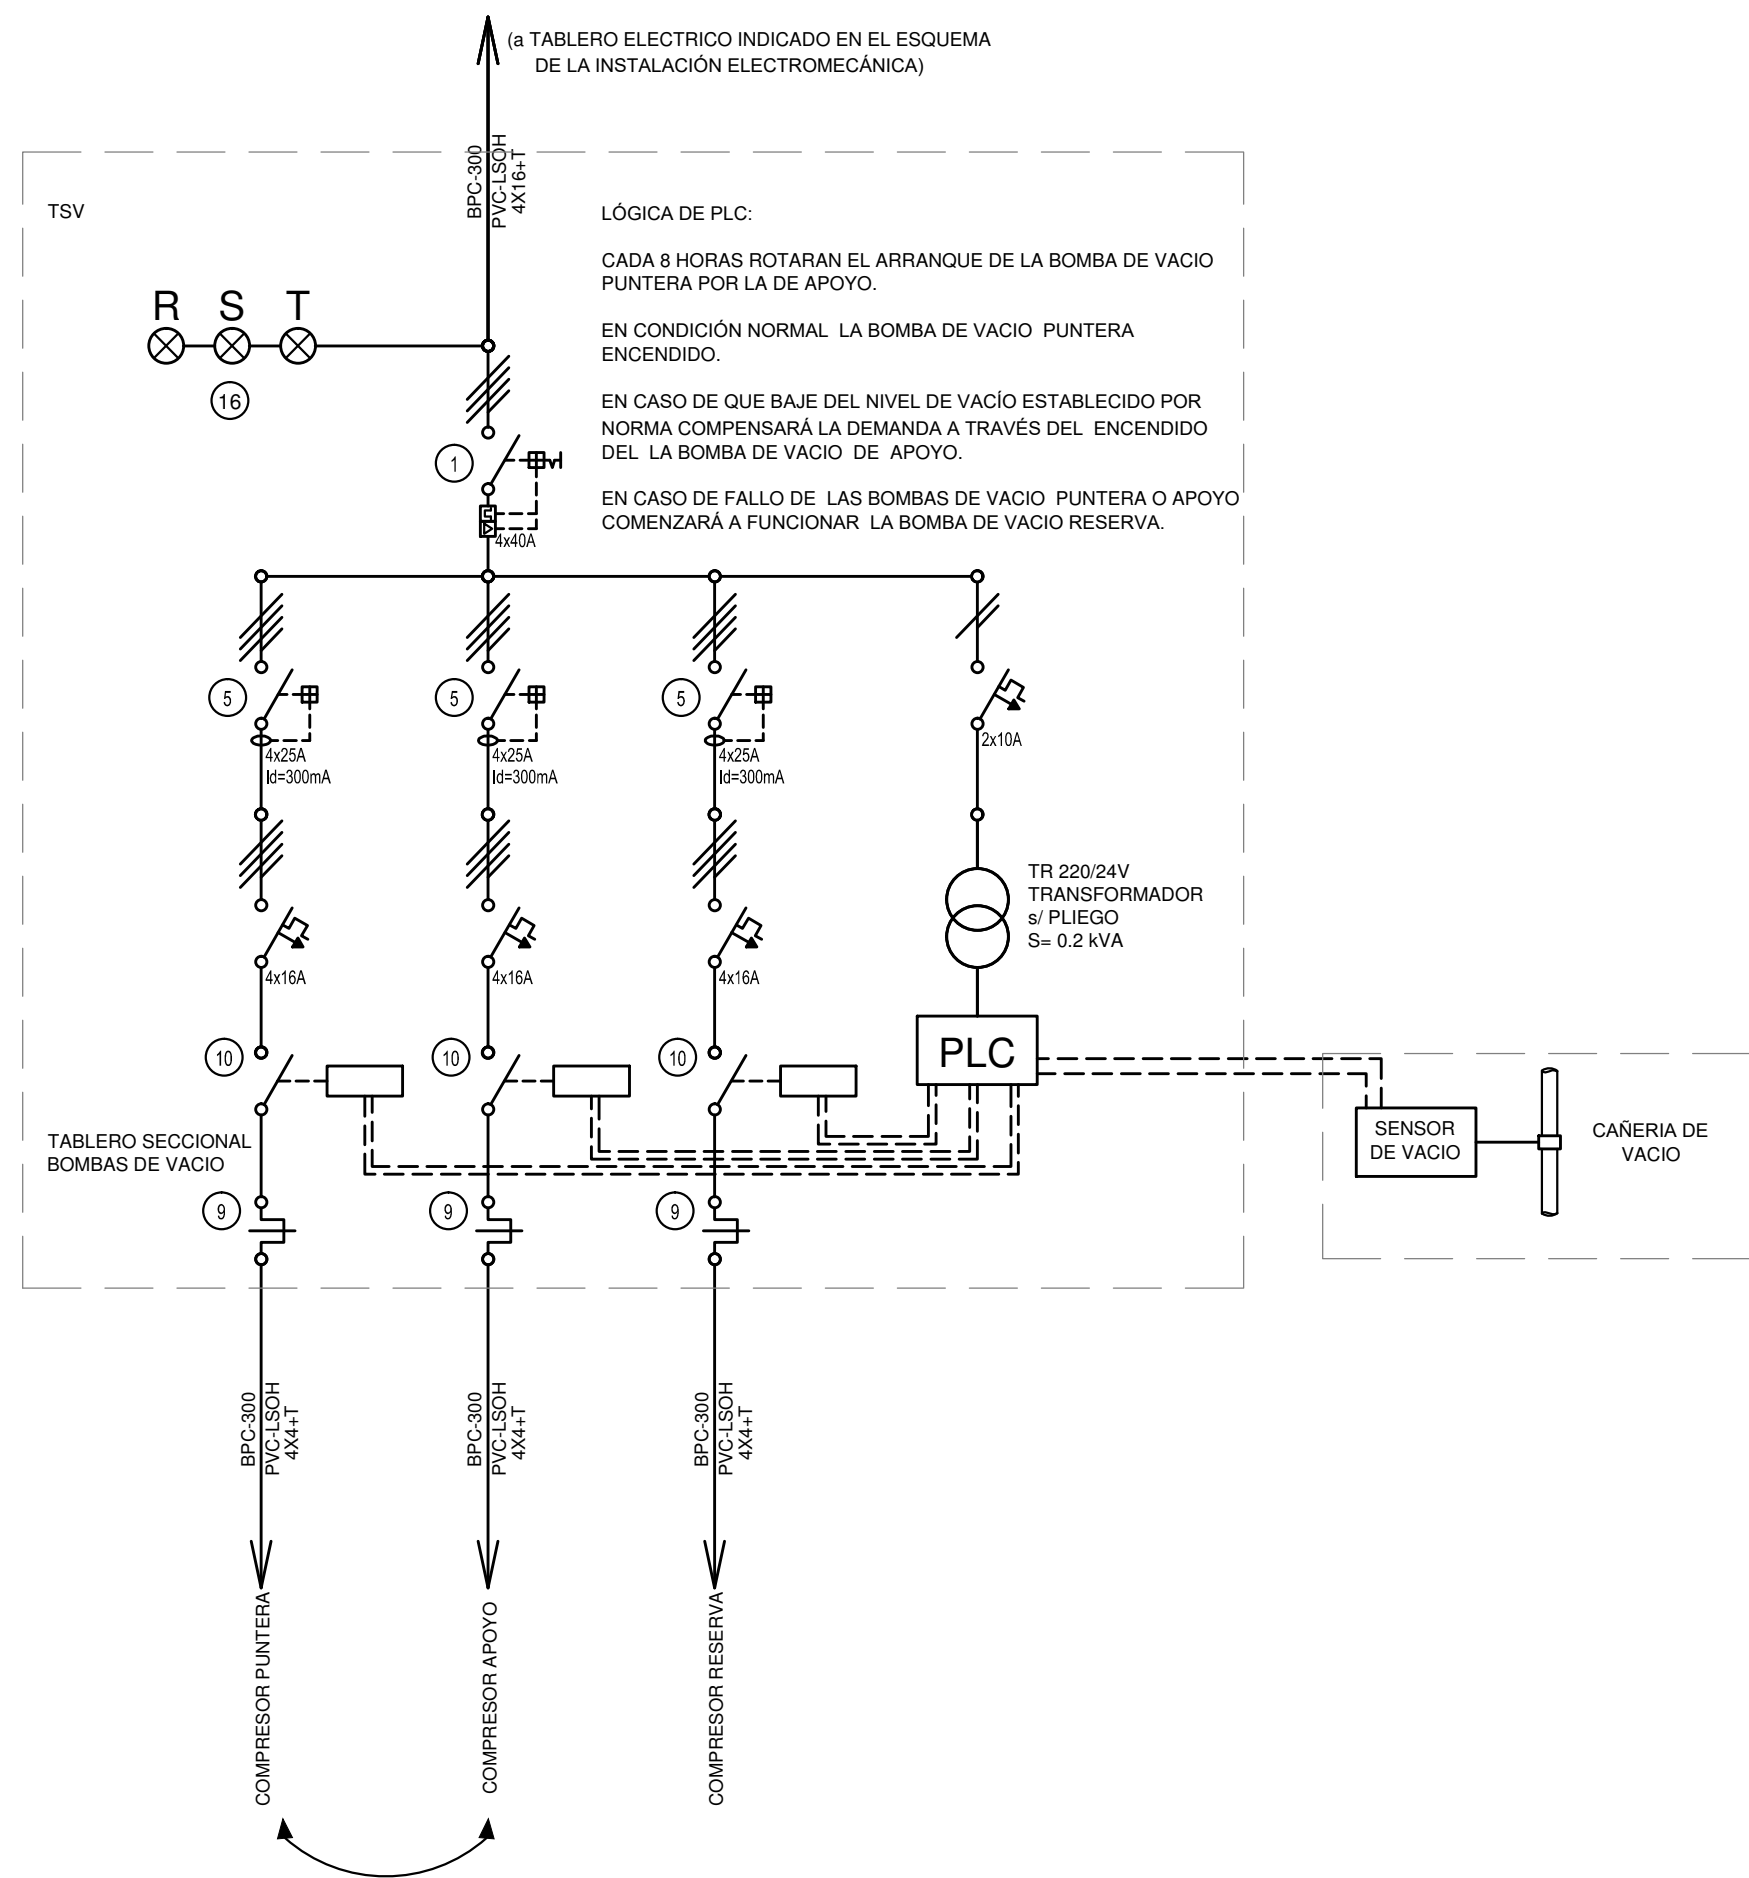 (a TABLERO ELECTRICO INDICADO EN EL ESQUEMA
DE LA INSTALACIÓN ELECTROMECÁNICA)
BPC-300
PVC-LSOH
4X16+T
TSV
LÓGICA DE PLC:
CADA 8 HORAS ROTARAN EL ARRANQUE DE LA BOMBA DE VACIO
PUNTERA POR LA DE APOYO.
EN CONDICIÓN NORMAL LA BOMBA DE VACIO PUNTERA
ENCENDIDO.
EN CASO DE QUE BAJE DEL NIVEL DE VACÍO ESTABLECIDO POR
NORMA COMPENSARÁ LA DEMANDA A TRAVÉS DEL ENCENDIDO
DEL LA BOMBA DE VACIO DE APOYO.
EN CASO DE FALLO DE LAS BOMBAS DE VACIO PUNTERA O APOYO
COMENZARÁ A FUNCIONAR LA BOMBA DE VACIO RESERVA.
R S T
16
1
4x40A
5
5
5
4x25A
Id=300mA
4x25A
Id=300mA
4x25A
Id=300mA
2x10A
TR 220/24V
TRANSFORMADOR
s/ PLIEGO
S= 0.2 kVA
4x16A
4x16A
4x16A
10
10
10
PLC
SENSOR
DE VACIO
CAÑERIA DE
VACIO
TABLERO SECCIONAL
BOMBAS DE VACIO
9
9
9
BPC-300
PVC-LSOH
4X4+T
BPC-300
PVC-LSOH
4X4+T
BPC-300
PVC-LSOH
4X4+T
COMPRESOR PUNTERA
COMPRESOR APOYO
COMPRESOR RESERVA